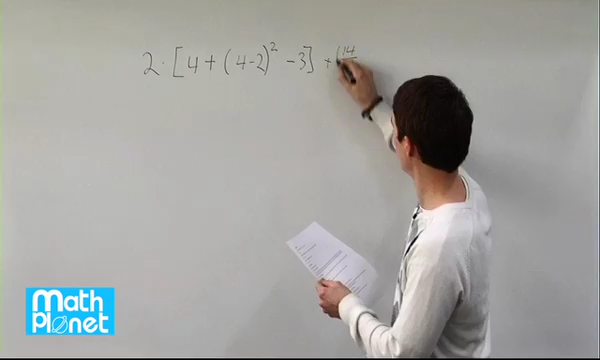 2 · [4 + (4-2)² - 3] + (14
Math
Planet